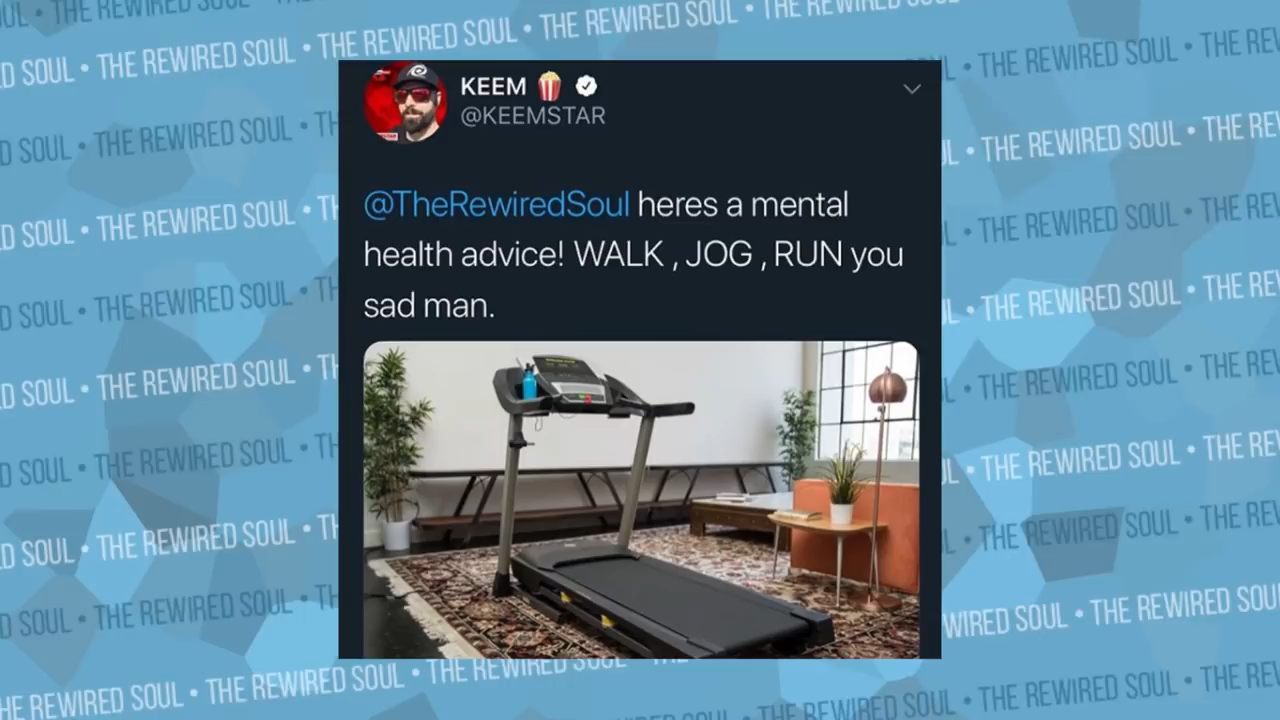 THE REWIRED SOUL • THE REWIRED SOUL • THE REWIRED SOUL
KEEM 🍿
@KEEMSTAR
@TheRewiredSoul heres a mental
health advice! WALK , JOG , RUN you
sad man.